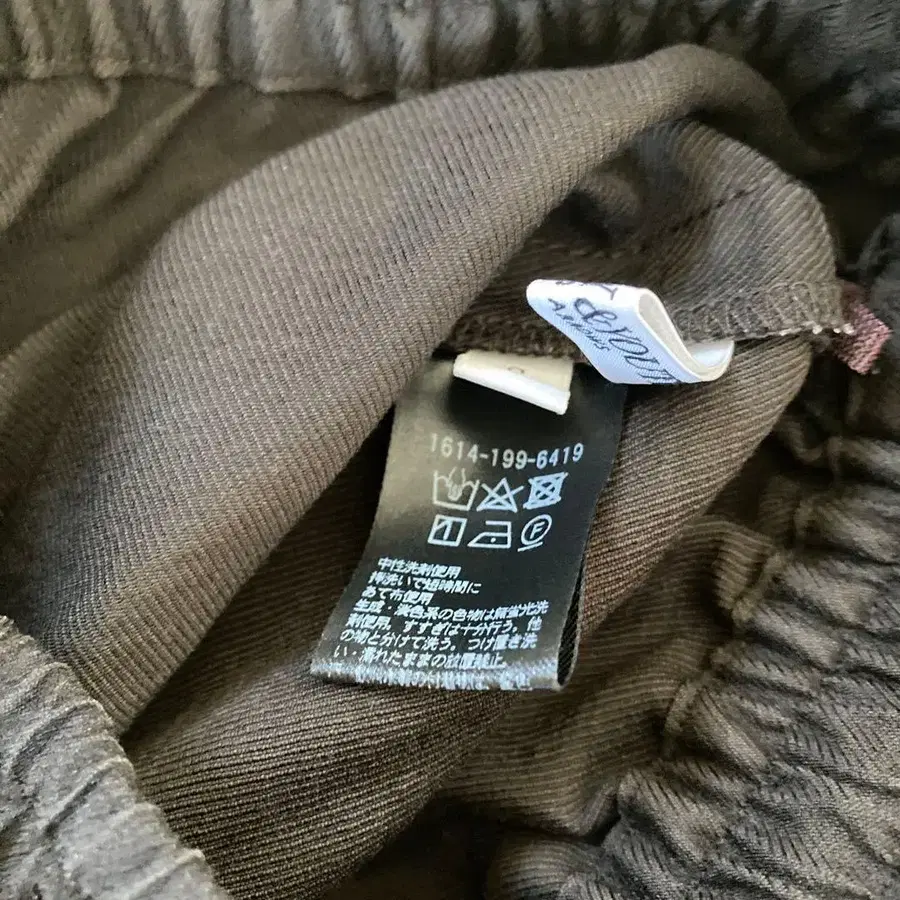 1614-199-6419
F
中性洗剤使用
押洗いで短時間に
あて布使用
生成・淡色系の色物は無蛍光洗
剤使用。すすぎは十分行う。他
の物と分けて洗う。つけ置き洗
い・濡れたままの放置禁止。